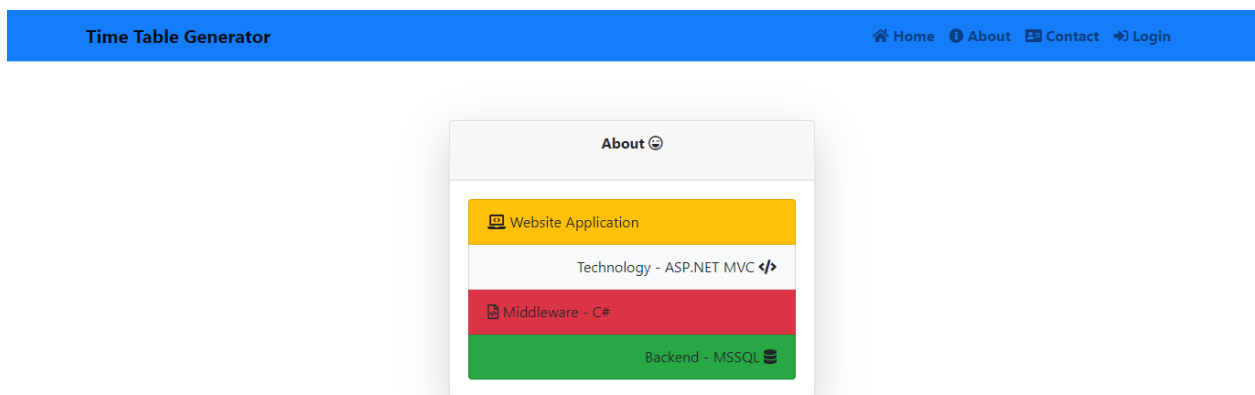 Time Table Generator Home About Contact Login
About
Website Application
Technology - ASP.NET MVC
Middleware - C#
Backend - MSSQL